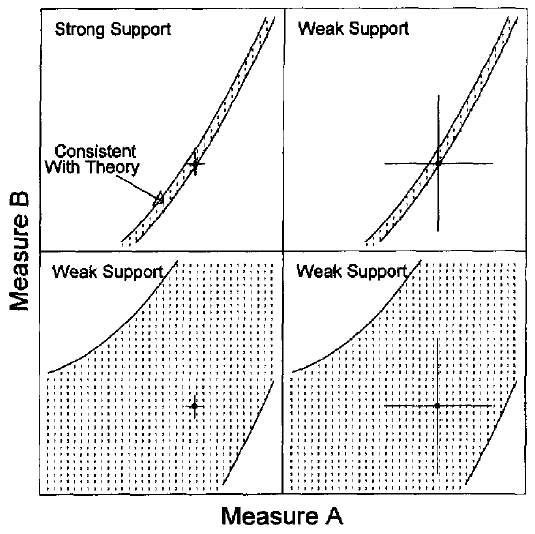 Strong Support
Weak Support
Consistent
With Theory
Measure B
Weak Support
Weak Support
Measure A